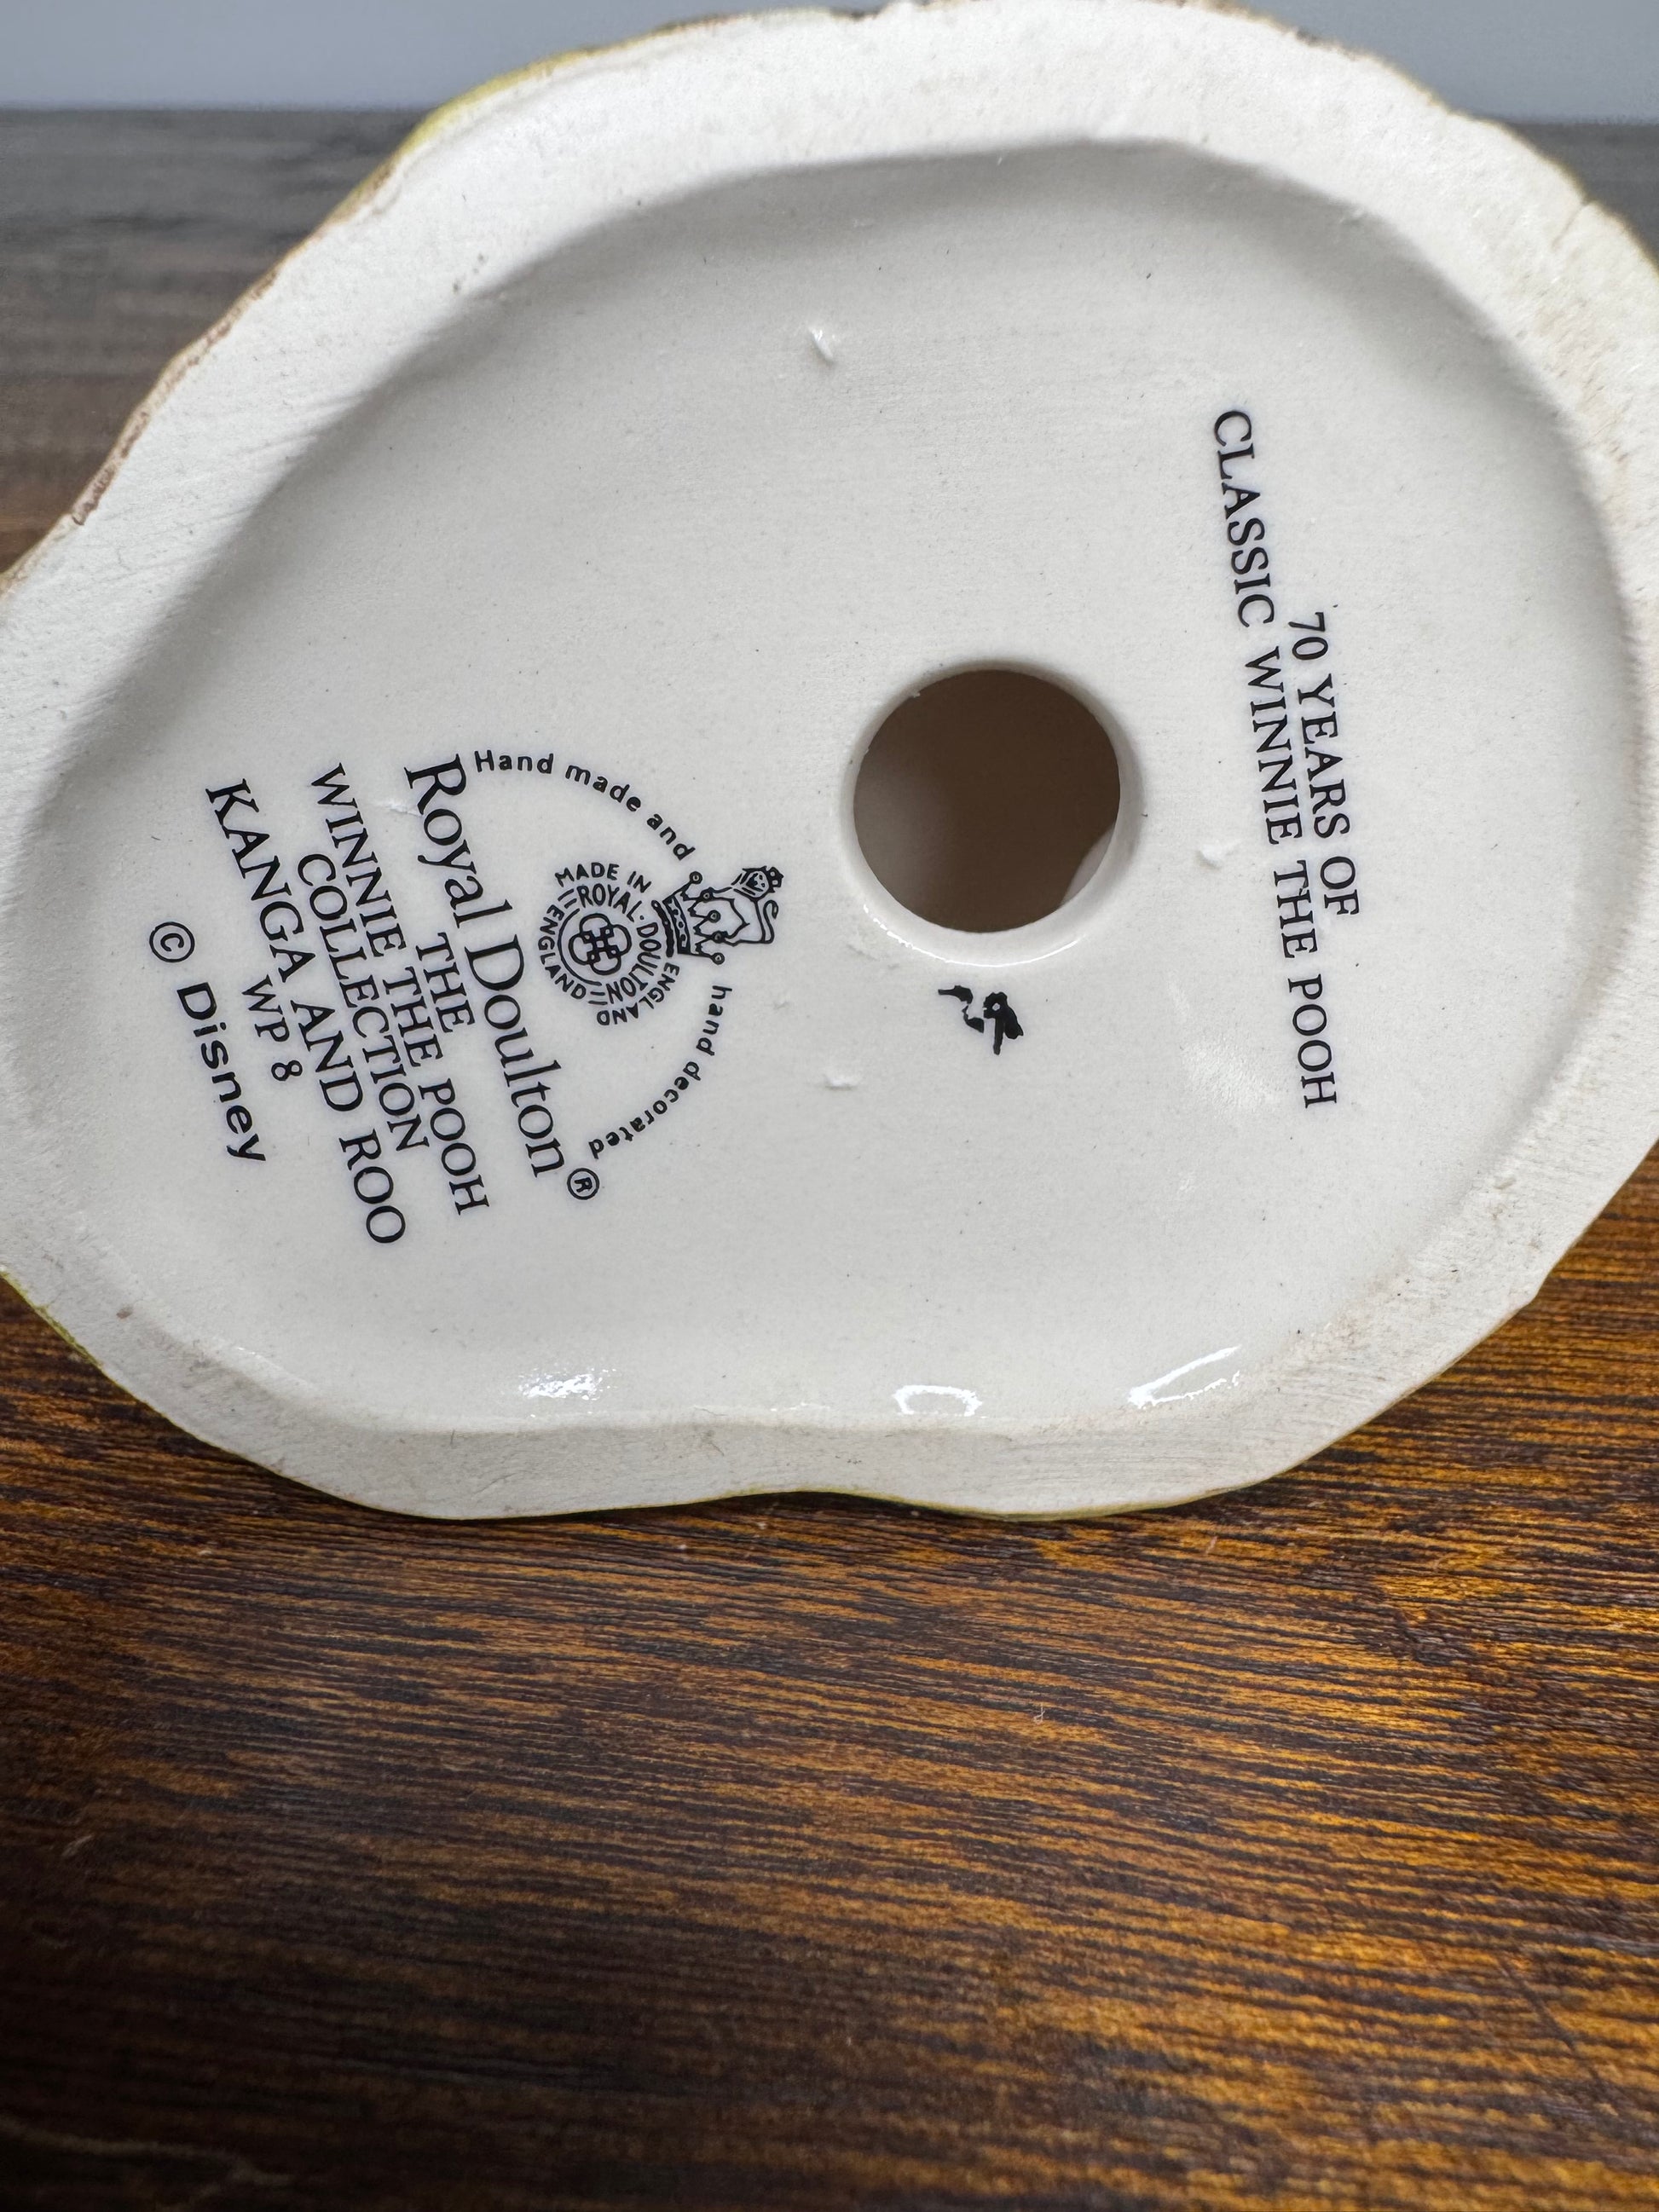 70 YEARS OF
CLASSIC WINNIE THE POOH
Hand made and hand decorated
MADE IN ENGLAND
ROYAL·DOULTON
ENGLAND
Royal Doulton®
THE
WINNIE THE POOH
COLLECTION
KANGA AND ROO
WP 8
© Disney